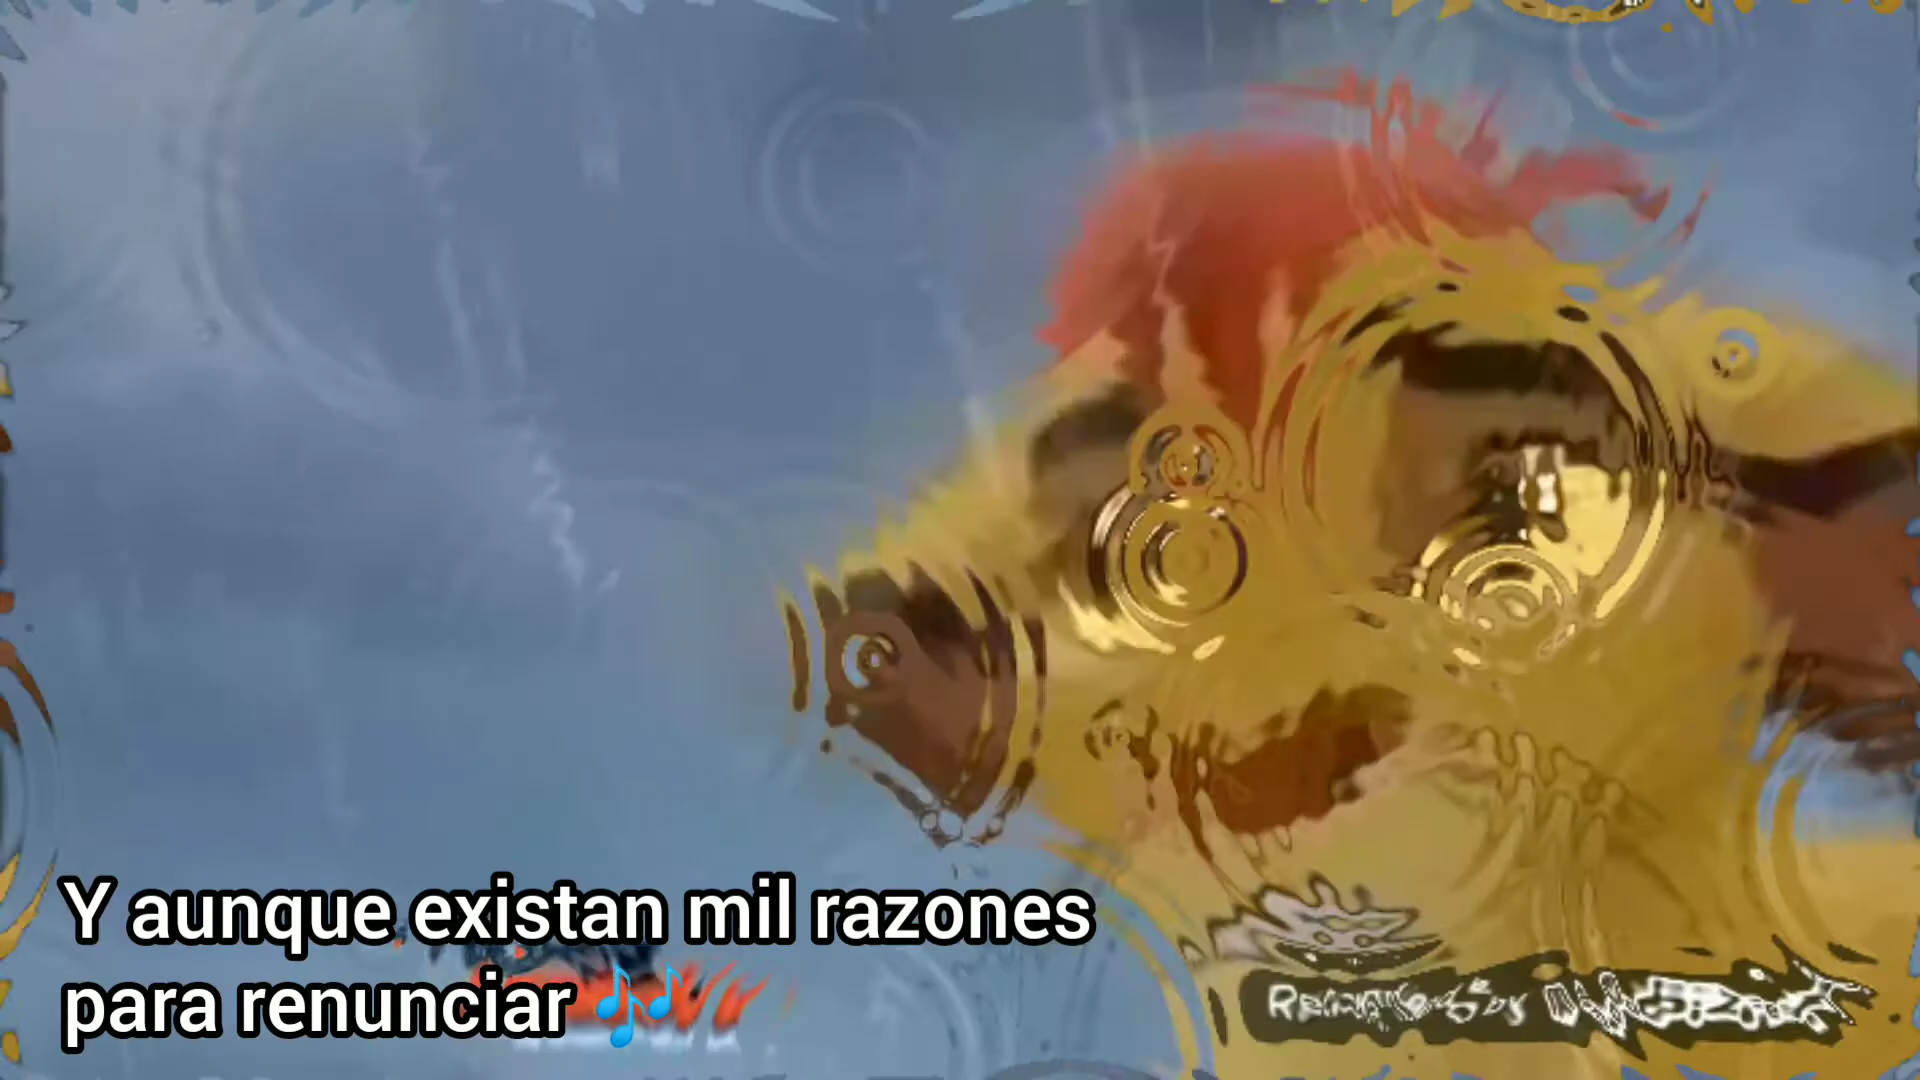 Y aunque existan mil razones
para renunciar 🎶